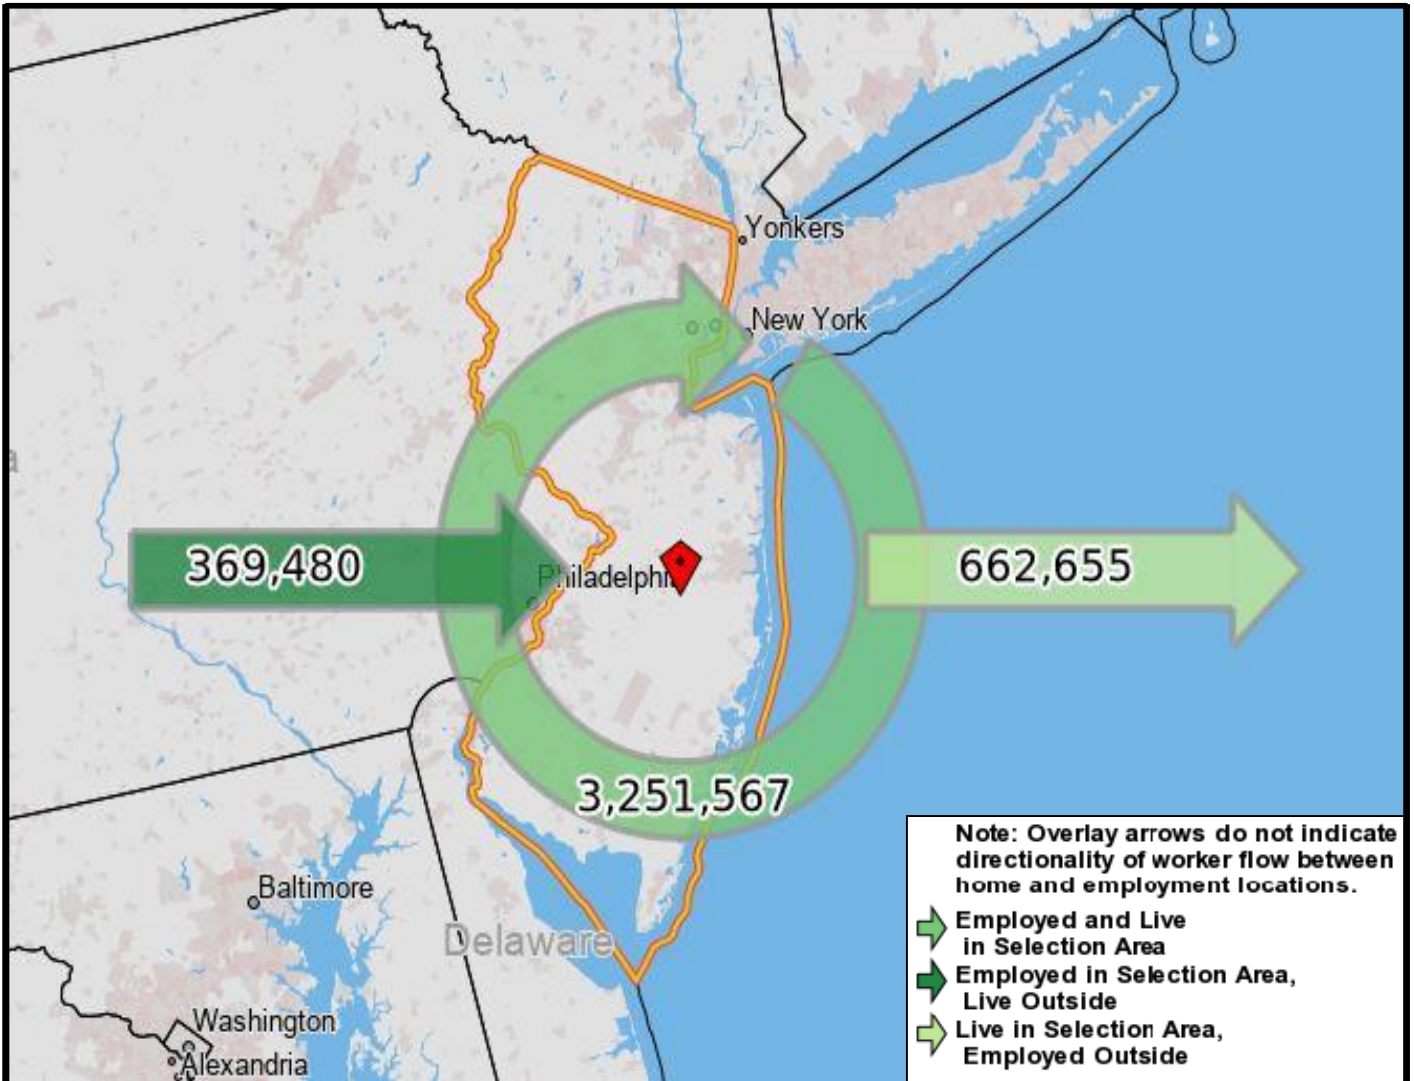 Yonkers
New York
369,480
Philadelphi
662,655
3,251,567
Baltimore
Delaware
Washington
Alexandria
a
Note: Overlay arrows do not indicate
directionality of worker flow between
home and employment locations.
Employed and Live
in Selection Area
Employed in Selection Area,
Live Outside
Live in Selection Area,
Employed Outside